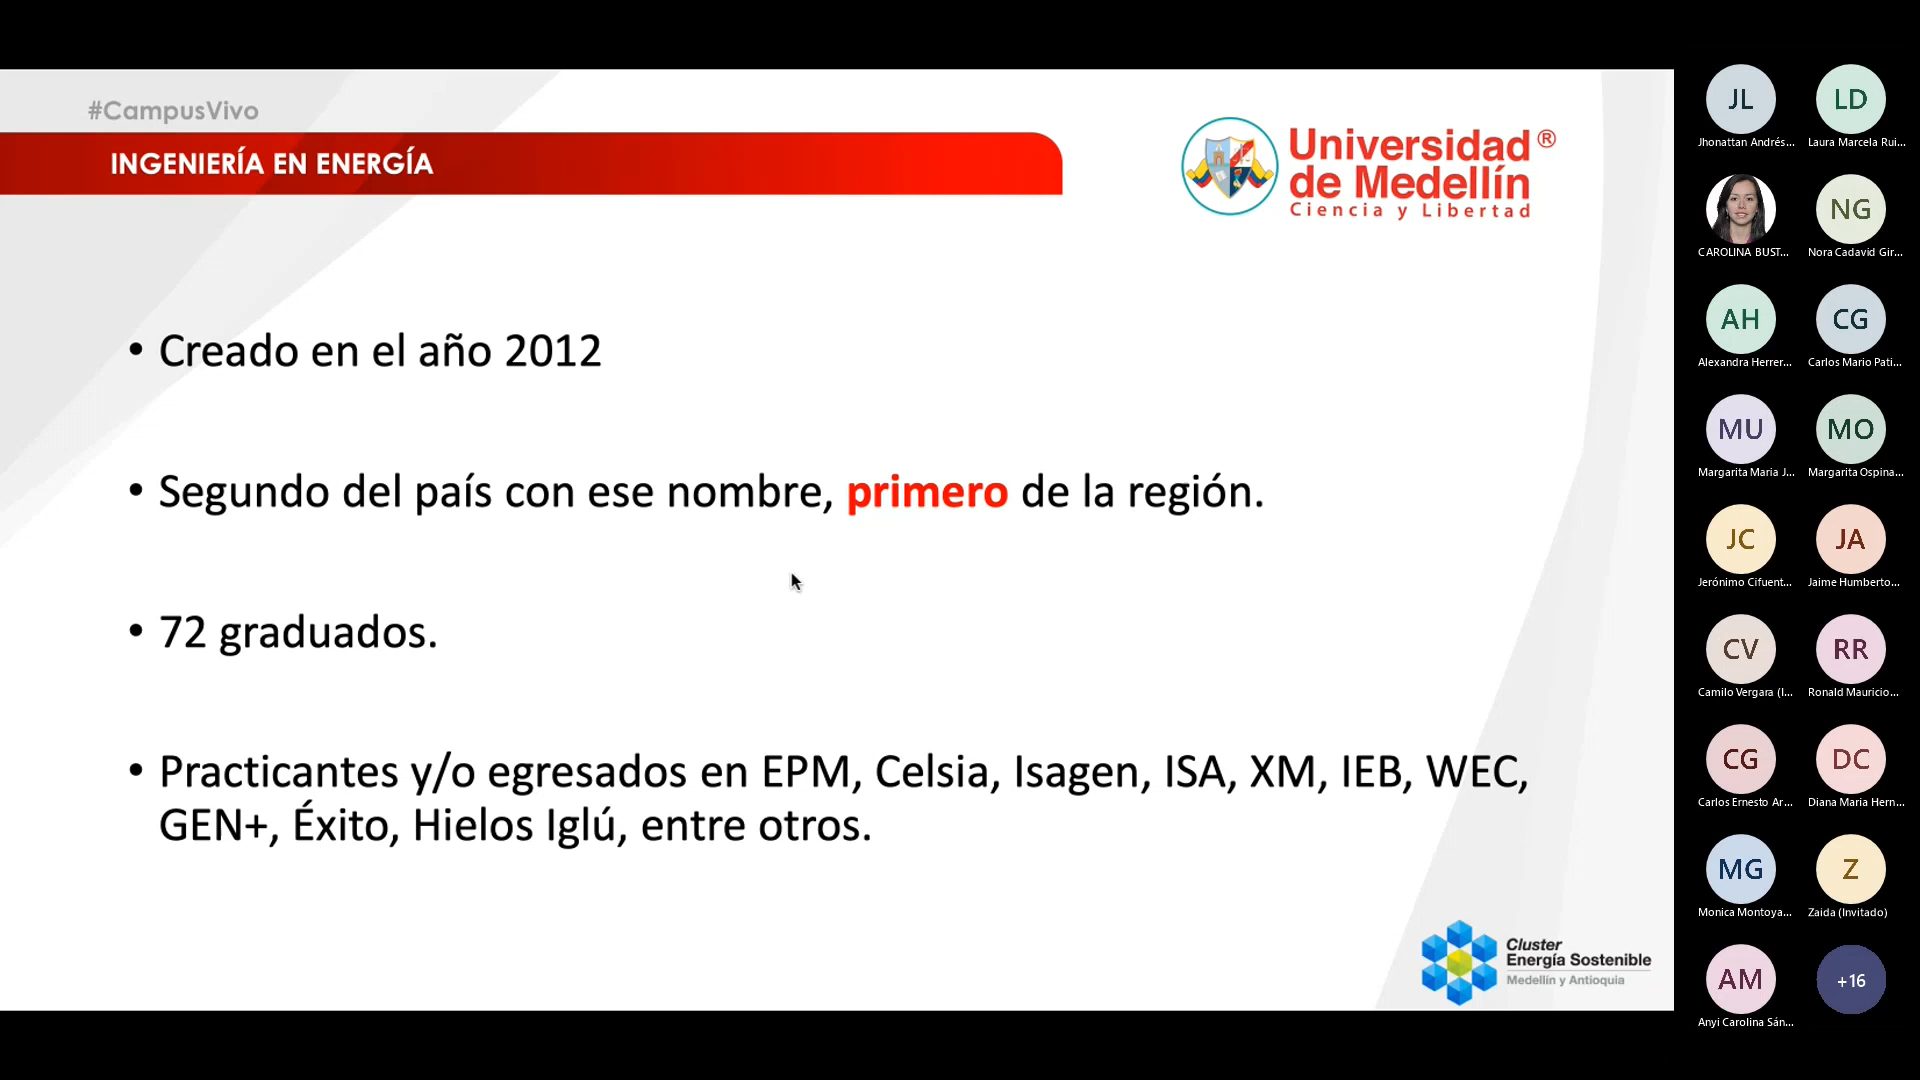 #CampusVivo
INGENIERÍA EN ENERGÍA
Universidad ®
de Medellín
Ciencia y Libertad
• Creado en el año 2012
• Segundo del país con ese nombre, primero de la región.
• 72 graduados.
• Practicantes y/o egresados en EPM, Celsia, Isagen, ISA, XM, IEB, WEC,
GEN+, Éxito, Hielos Iglú, entre otros.
Cluster
Energía Sostenible
Medellín y Antioquia
JL
LD
Jhonattan Andrés...
Laura Marcela Rui...
NG
CAROLINA BUST...
Nora Cadavid Gir...
AH
CG
Alexandra Herrer...
Carlos Mario Pati...
MU
MO
Margarita Maria J...
Margarita Ospina...
JC
JA
Jerónimo Cifuent...
Jaime Humberto...
CV
RR
Camilo Vergara (I...
Ronald Mauricio...
CG
DC
Carlos Ernesto Ar...
Diana Maria Hern...
MG
Z
Monica Montoya...
Zaida (Invitado)
AM
+16
Anyi Carolina Sán...